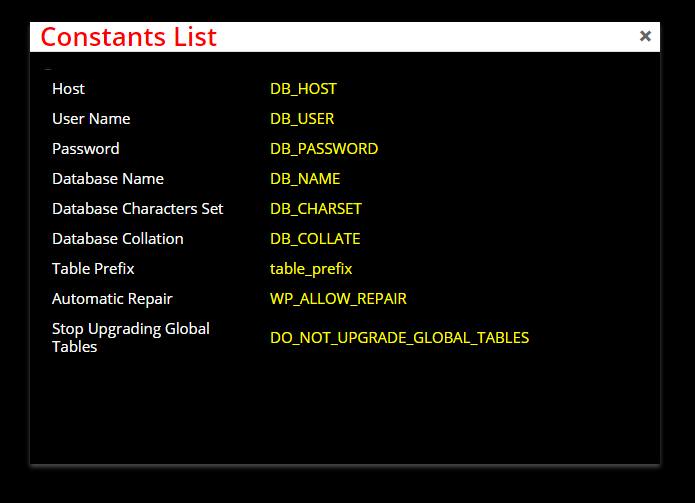 Constants List ×
Host DB_HOST
User Name DB_USER
Password DB_PASSWORD
Database Name DB_NAME
Database Characters Set DB_CHARSET
Database Collation DB_COLLATE
Table Prefix table_prefix
Automatic Repair WP_ALLOW_REPAIR
Stop Upgrading Global
Tables DO_NOT_UPGRADE_GLOBAL_TABLES